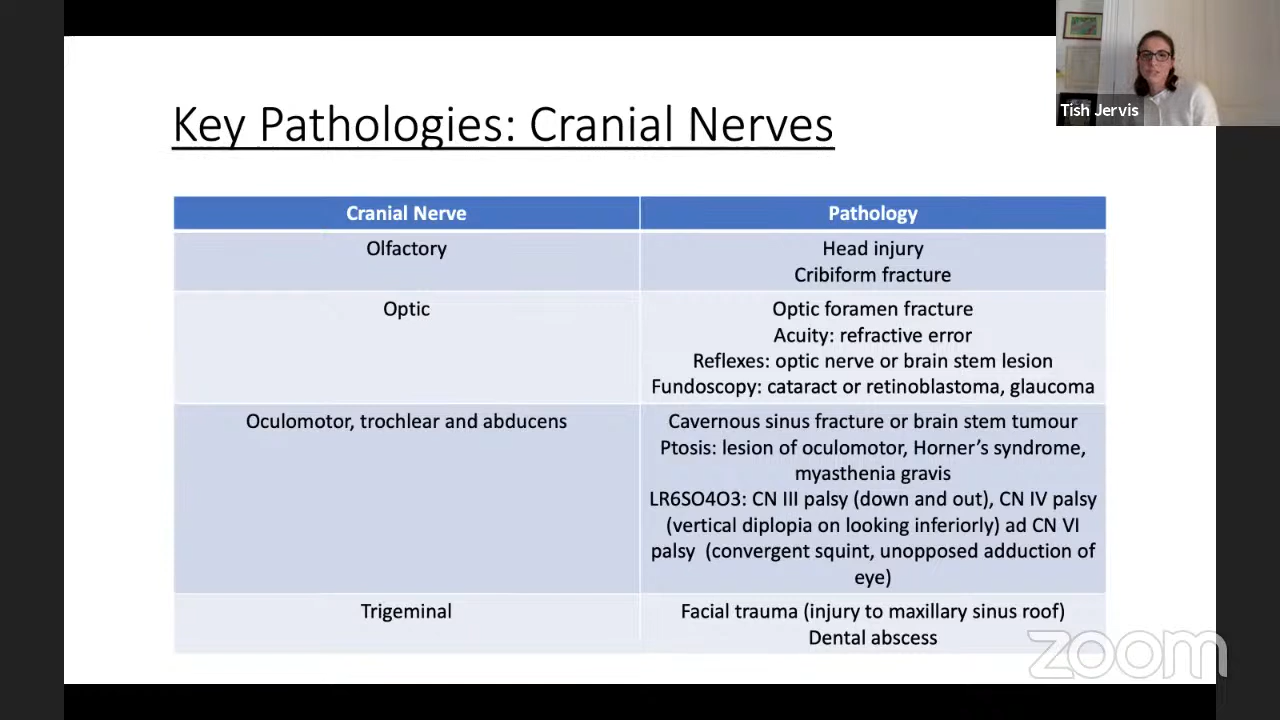 Key Pathologies: Cranial Nerves
Tish Jervis
Cranial Nerve
Pathology
Olfactory
Head injury
Cribiform fracture
Optic
Optic foramen fracture
Acuity: refractive error
Reflexes: optic nerve or brain stem lesion
Fundoscopy: cataract or retinoblastoma, glaucoma
Oculomotor, trochlear and abducens
Cavernous sinus fracture or brain stem tumour
Ptosis: lesion of oculomotor, Horner's syndrome,
myasthenia gravis
LR6SO4O3: CN III palsy (down and out), CN IV palsy
(vertical diplopia on looking inferiorly) ad CN VI
palsy (convergent squint, unopposed adduction of
eye)
Trigeminal
Facial trauma (injury to maxillary sinus roof)
Dental abscess
zoom